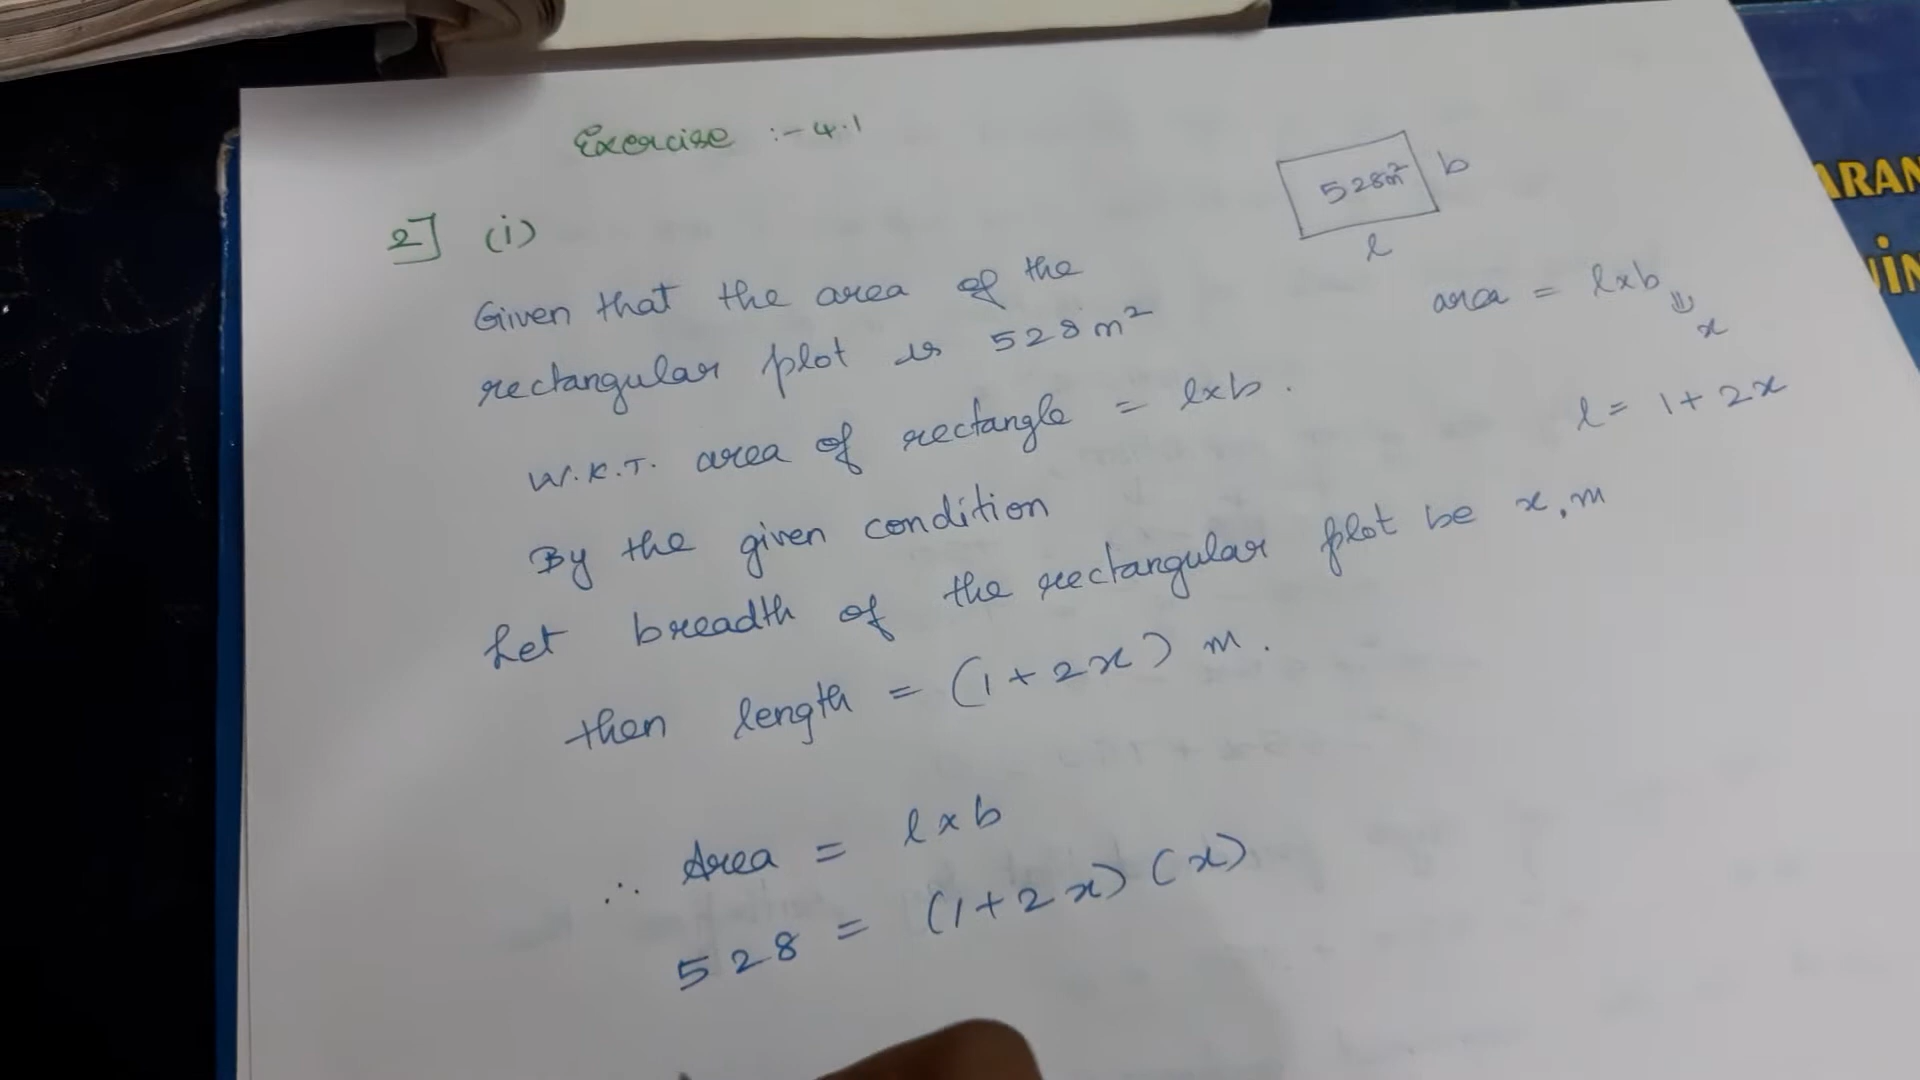 Exercise :- 4.1
2] (i)
528m²
b
l
Given that the area of the
rectangular plot is 528m²
area = l×b
x
W.K.T. area of rectangle = l×b.
l = 1+2x
By the given condition
Let breadth of the rectangular plot be x, m
then length = (1+2x) m.
∴ Area = l×b
528 = (1+2x)(x)